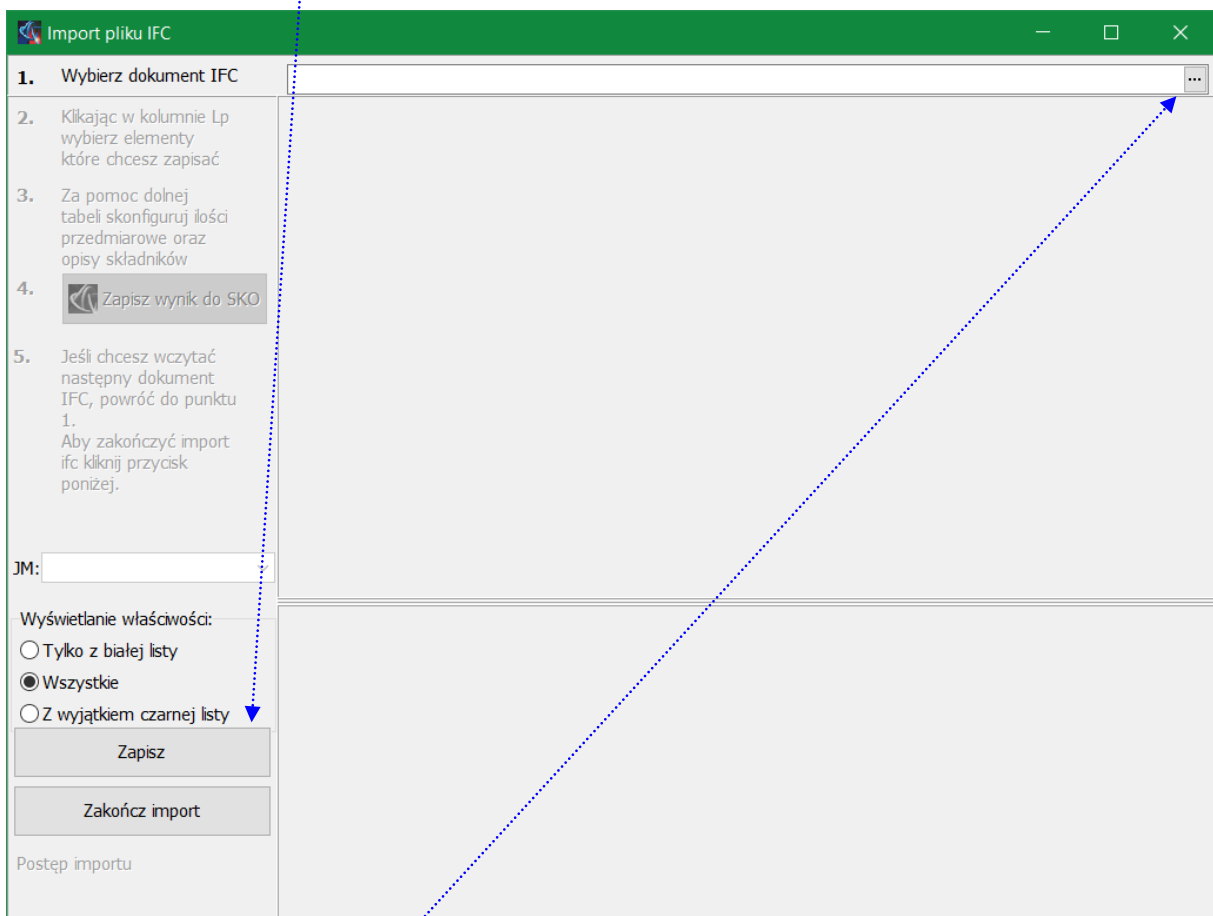 Import pliku IFC
1. Wybierz dokument IFC
...
2. Klikając w kolumnie Lp
wybierz elementy
które chcesz zapisać
3. Za pomoc dolnej
tabeli skonfiguruj ilości
przedmiarowe oraz
opisy składników
4. Zapisz wynik do SKO
5. Jeśli chcesz wczytać
następny dokument
IFC, powróć do punktu
1.
Aby zakończyć import
ifc kliknij przycisk
poniżej.
JM:
Wyświetlanie właściwości:
Tylko z białej listy
Wszystkie
Z wyjątkiem czarnej listy
Zapisz
Zakończ import
Postęp importu